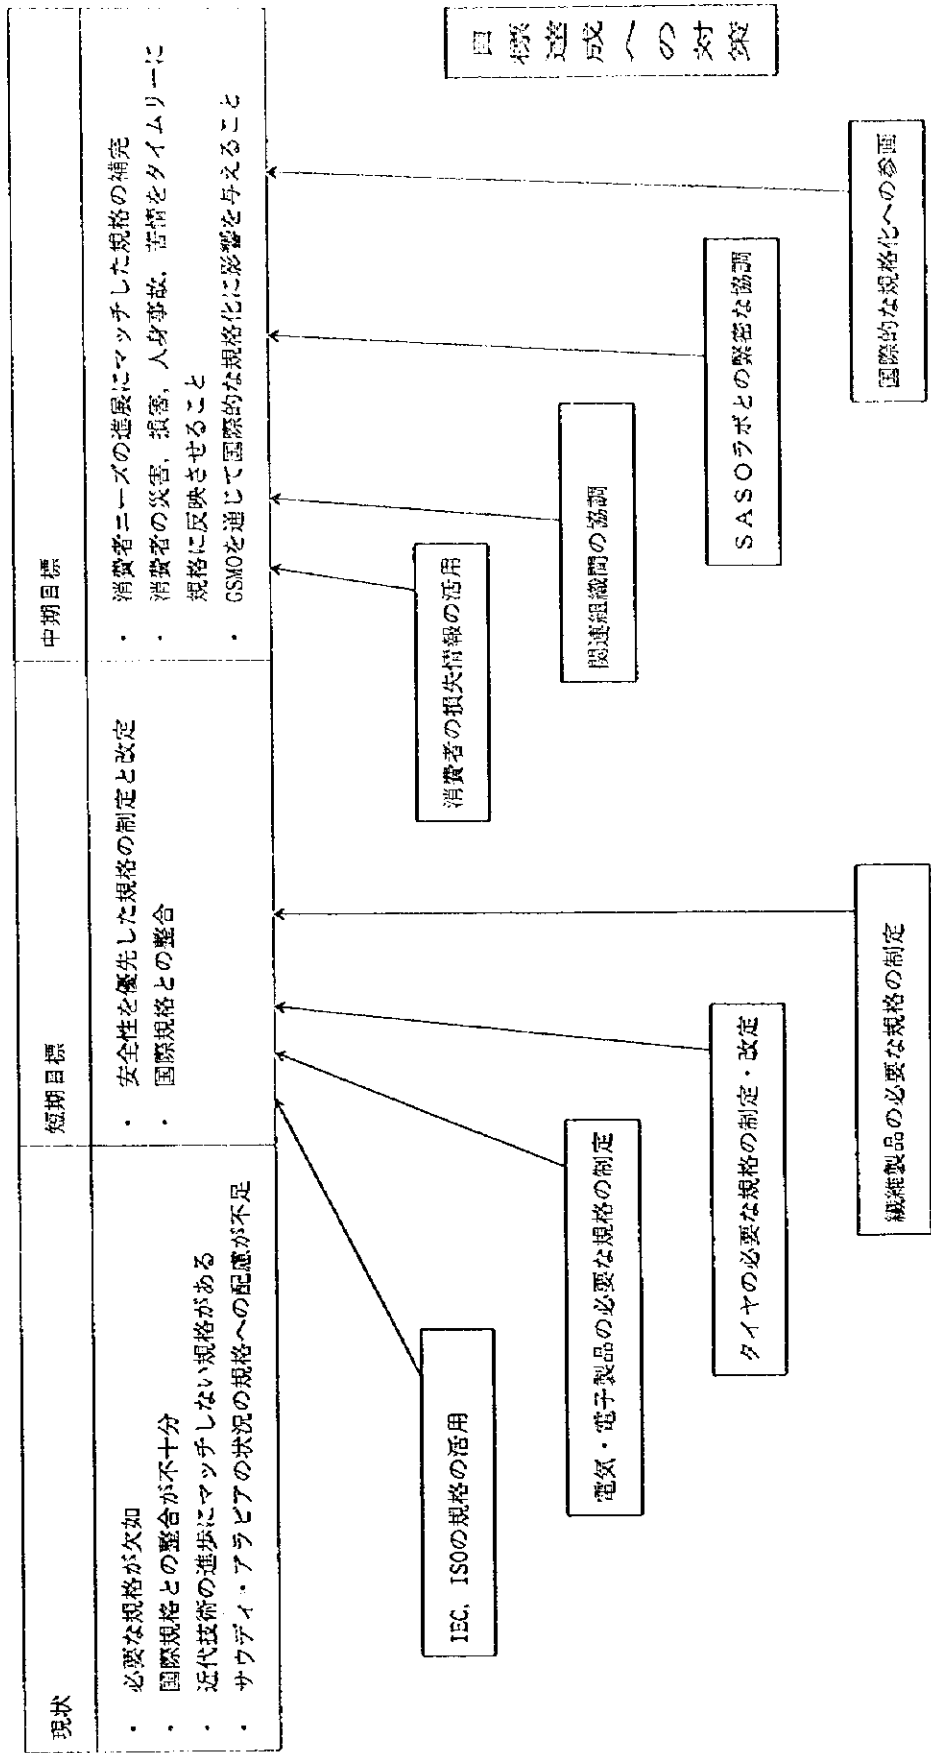 現状
・ 必要な規格が欠如
・ 国際規格との整合が不十分
・ 近代技術の進歩にマッチしない規格がある
・ サウディ・アラビアの状況の規格への配慮が不足
短期目標
・ 安全性を優先した規格の制定と改定
・ 国際規格との整合
中期目標
・ 消費者ニーズの進展にマッチした規格の補完
・ 消費者の災害，損害，人身事故，苦情をタイムリーに
規格に反映させること
・ GSMOを通じて国際的な規格化に影響を与えること
IEC，ISOの規格の活用
電気・電子製品の必要な規格の制定
タイヤの必要な規格の制定・改定
繊維製品の必要な規格の制定
消費者の損失情報の活用
関連組織間の協調
SASOラボとの緊密な協調
国際的な規格化への参画
目標達成への対策